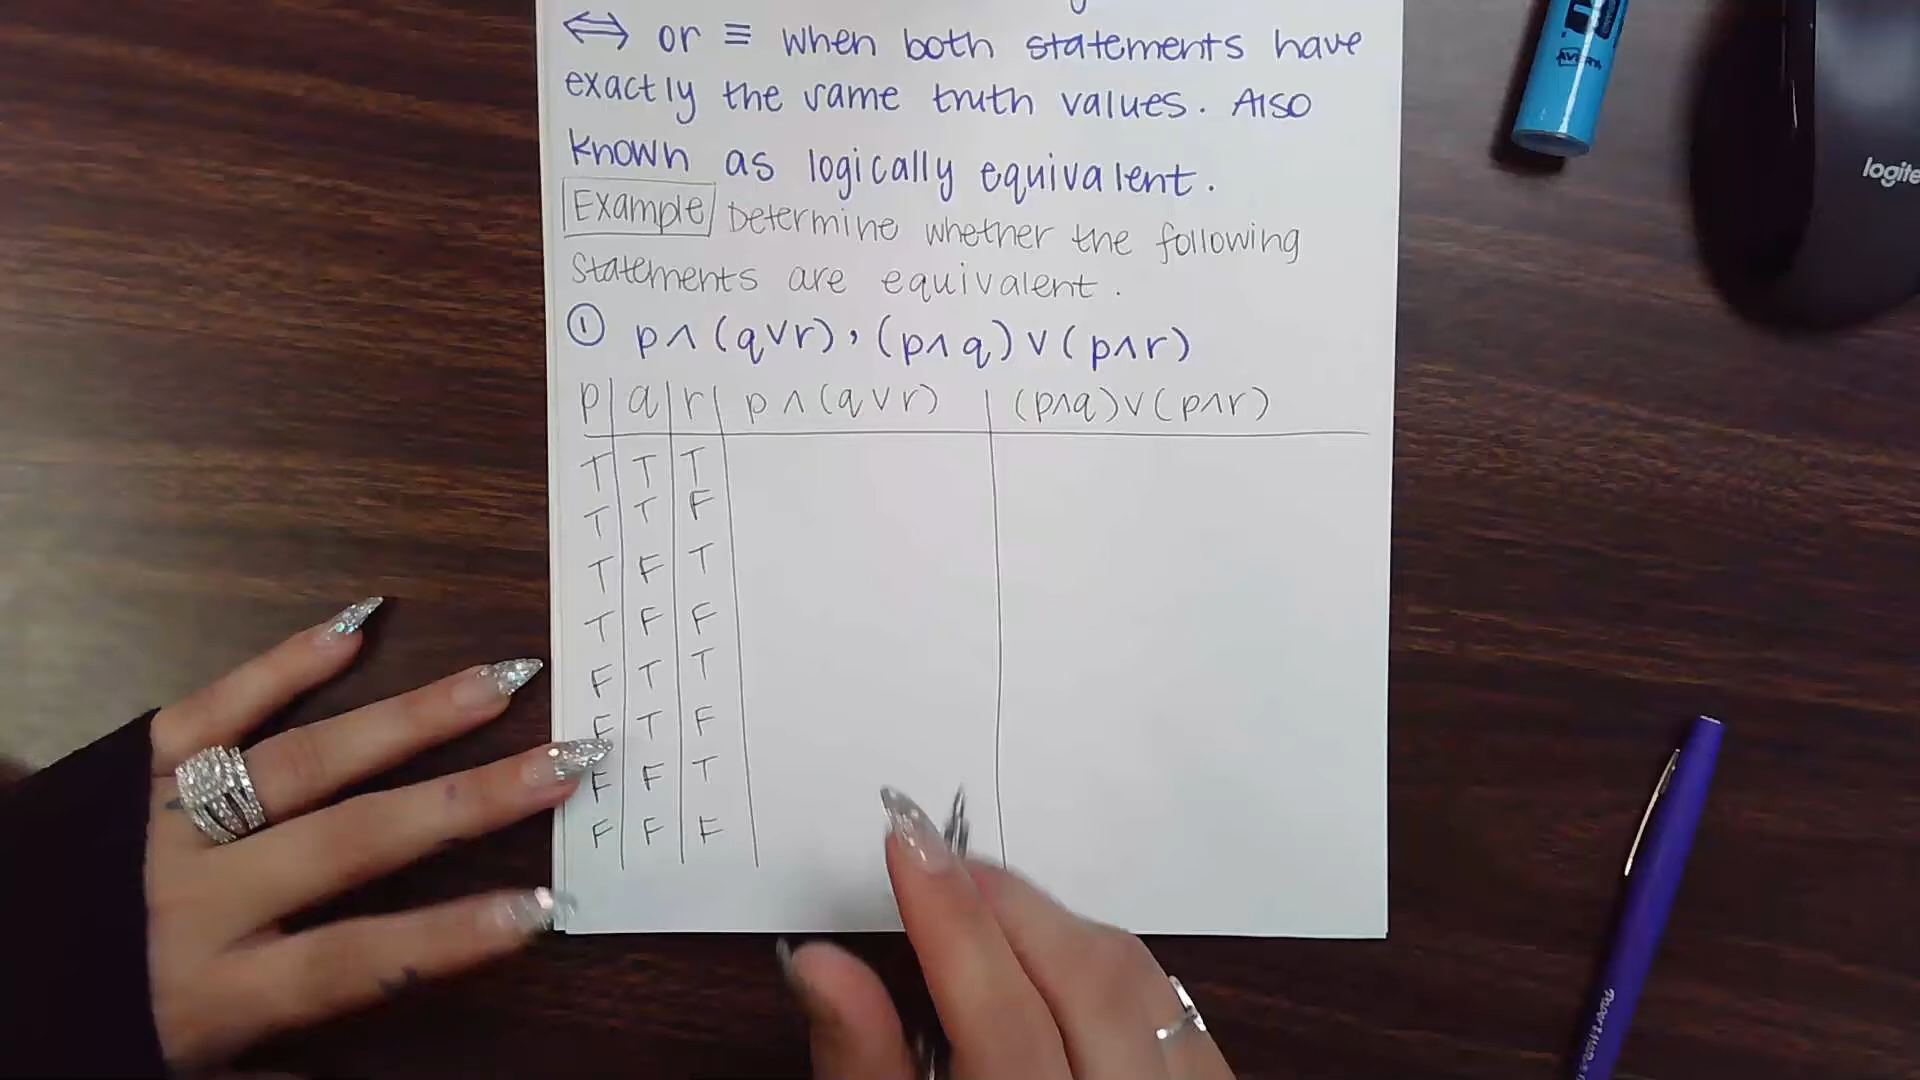 ⟺ or ≡ when both statements have
exactly the same truth values. Also
known as logically equivalent.
Example Determine whether the following
statements are equivalent.
① p∧(q∨r), (p∧q)∨(p∧r)
p q r p∧(q∨r) (p∧q)∨(p∧r)
T T T
T T F
T F T
T F F
F T T
F T F
F F T
F F F
AVERY
logite